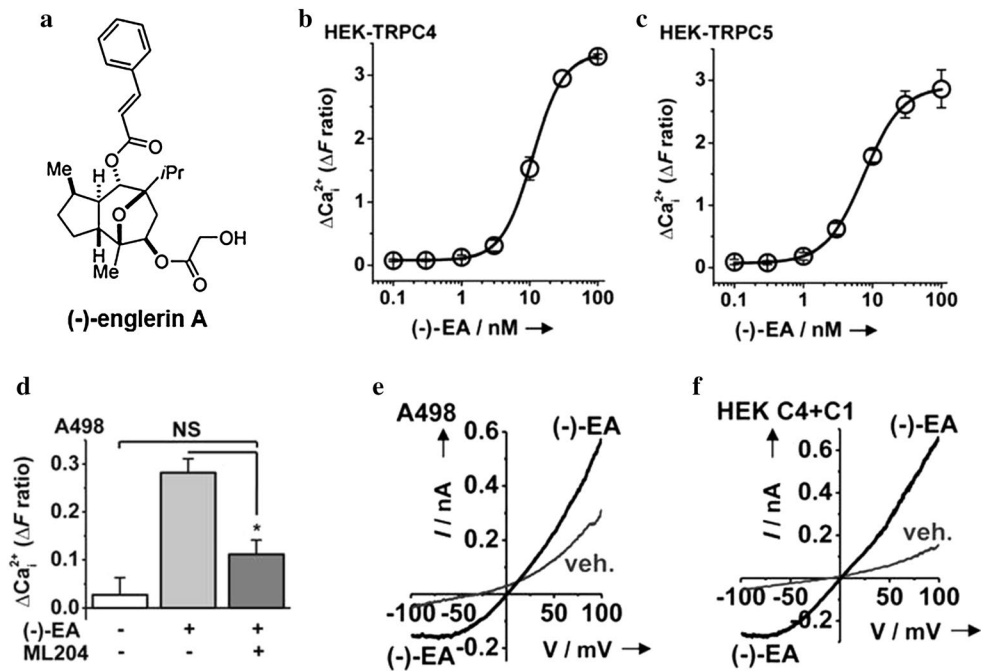 a
Me
H
O
O
iPr
O
H
Me
O
O
OH
(-)-englerin A
b
HEK-TRPC4
ΔCa²⁺ᵢ (ΔF ratio)
3
2
1
0
0.1 1 10 100
(-)-EA / nM →
c
HEK-TRPC5
ΔCa²⁺ᵢ (ΔF ratio)
3
2
1
0
0.1 1 10 100
(-)-EA / nM →
d
A498
NS
ΔCa²⁺ᵢ (ΔF ratio)
0.3
0.2
0.1
0.0
*
(-)-EA - + +
ML204 - - +
e
A498
(-)-EA
I / nA →
0.6
0.4
0.2
veh.
-100 -50 50 100
-0.2
V / mV →
(-)-EA
f
HEK C4+C1
(-)-EA
I / nA →
0.6
0.4
0.2
veh.
-100 -50 50 100
-0.2
V / mV →
(-)-EA